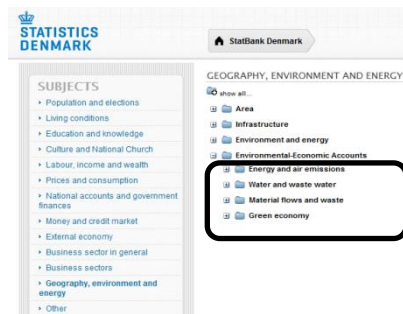 STATISTICS
DENMARK
StatBank Denmark
SUBJECTS
Population and elections
Living conditions
Education and knowledge
Culture and National Church
Labour, income and wealth
Prices and consumption
National accounts and government
finances
Money and credit market
External economy
Business sector in general
Business sectors
Geography, environment and
energy
Other
GEOGRAPHY, ENVIRONMENT AND ENERGY
show all...
Area
Infrastructure
Environment and energy
Environmental-Economic Accounts
Energy and air emissions
Water and waste water
Material flows and waste
Green economy